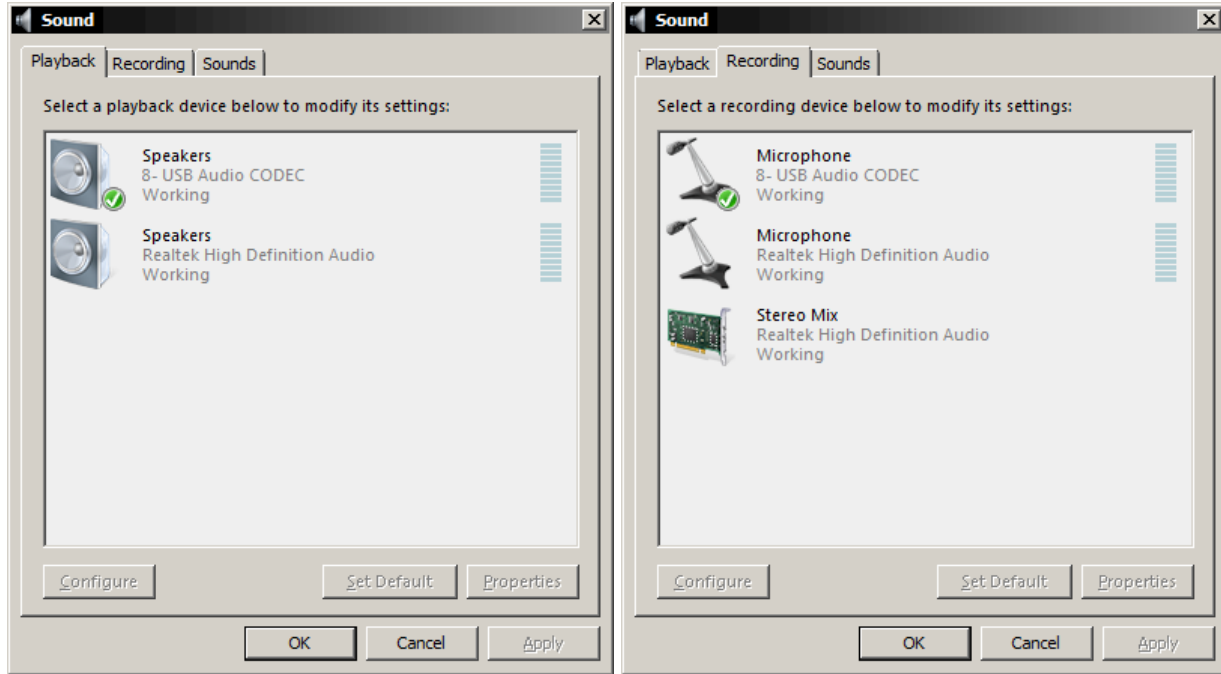 Sound
Playback Recording Sounds
Select a playback device below to modify its settings:
Speakers
8- USB Audio CODEC
Working
Speakers
Realtek High Definition Audio
Working
Configure Set Default Properties
OK Cancel Apply
Sound
Playback Recording Sounds
Select a recording device below to modify its settings:
Microphone
8- USB Audio CODEC
Working
Microphone
Realtek High Definition Audio
Working
Stereo Mix
Realtek High Definition Audio
Working
Configure Set Default Properties
OK Cancel Apply